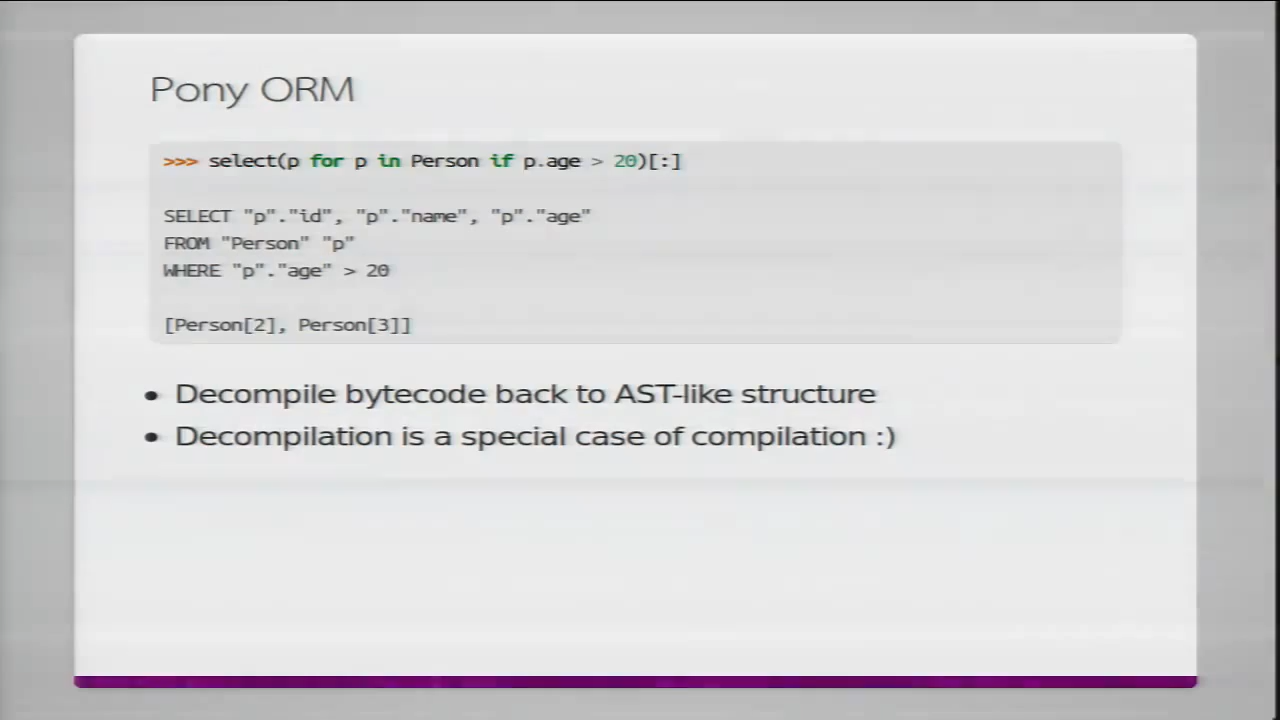 Pony ORM
>>> select(p for p in Person if p.age > 20)[:]
SELECT "p"."id", "p"."name", "p"."age"
FROM "Person" "p"
WHERE "p"."age" > 20
[Person[2], Person[3]]
• Decompile bytecode back to AST-like structure
• Decompilation is a special case of compilation :)